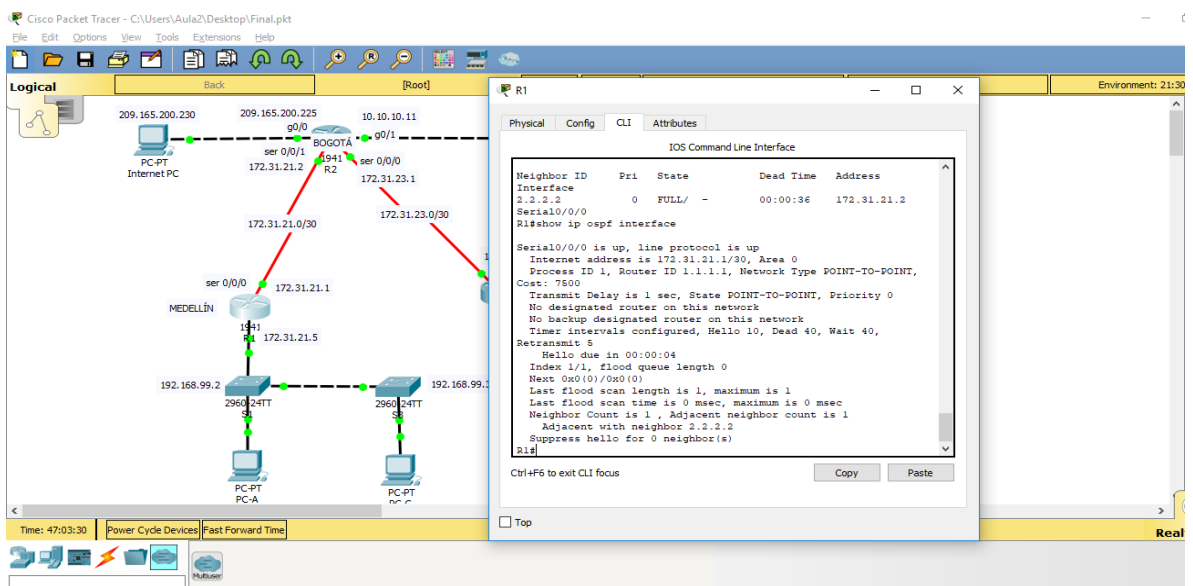 Cisco Packet Tracer - C:\Users\Aula2\Desktop\Final.pkt
File Edit Options View Tools Extensions Help
Logical
Back
[Root]
Environment: 21:30
209.165.200.230
209.165.200.225
g0/0
10.10.10.11
g0/1
BOGOTÁ
PC-PT
Internet PC
ser 0/0/1
172.31.21.2
1941
R2
ser 0/0/0
172.31.23.1
172.31.21.0/30
172.31.23.0/30
ser 0/0/0
172.31.21.1
MEDELLÍN
1941
R1
172.31.21.5
192.168.99.2
192.168.99.
2960-24TT
S1
2960-24TT
PC-PT
PC-A
PC-PT
R1
Physical Config CLI Attributes
IOS Command Line Interface
Neighbor ID Pri State Dead Time Address
Interface
2.2.2.2 0 FULL/ - 00:00:36 172.31.21.2
Serial0/0/0
R1#show ip ospf interface
Serial0/0/0 is up, line protocol is up
Internet address is 172.31.21.1/30, Area 0
Process ID 1, Router ID 1.1.1.1, Network Type POINT-TO-POINT,
Cost: 7500
Transmit Delay is 1 sec, State POINT-TO-POINT, Priority 0
No designated router on this network
No backup designated router on this network
Timer intervals configured, Hello 10, Dead 40, Wait 40,
Retransmit 5
Hello due in 00:00:04
Index 1/1, flood queue length 0
Next 0x0(0)/0x0(0)
Last flood scan length is 1, maximum is 1
Last flood scan time is 0 msec, maximum is 0 msec
Neighbor Count is 1 , Adjacent neighbor count is 1
Adjacent with neighbor 2.2.2.2
Suppress hello for 0 neighbor(s)
R1#
Ctrl+F6 to exit CLI focus
Copy
Paste
Top
Time: 47:03:30
Power Cycle Devices
Fast Forward Time
Real
Multiuser